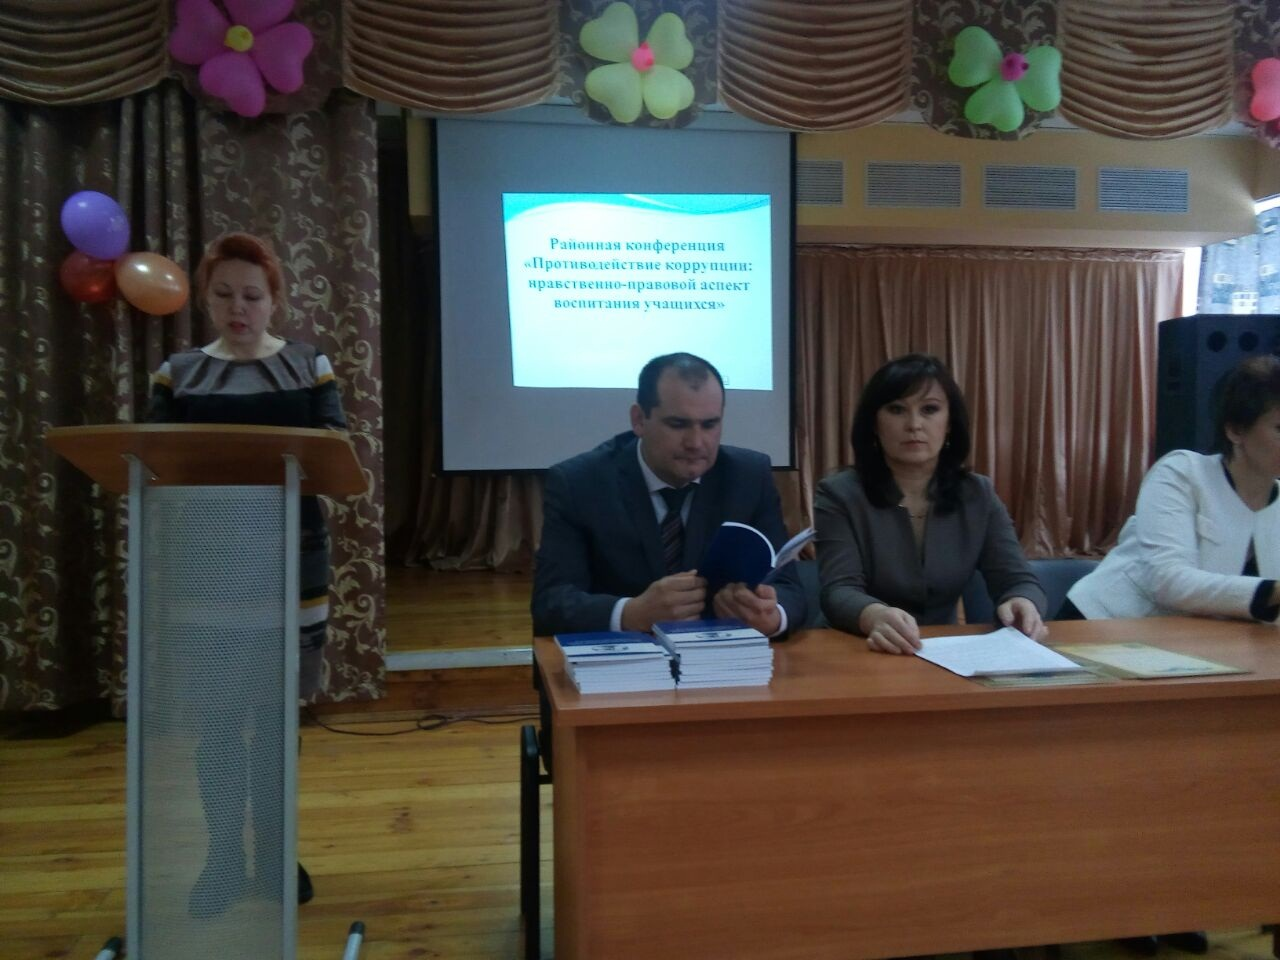 Районная конференция
«Противодействие коррупции:
нравственно-правовой аспект
воспитания учащихся»